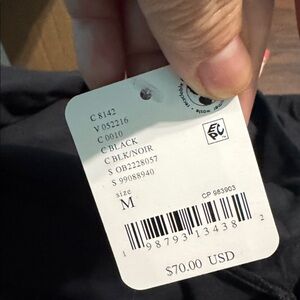 C 8142
V 052216
C 0010
C BLACK
C BLK/NOIR
S OB2228057
S 99088940
size
M
CP 983903
1 98793 13438 2
$70.00 USD